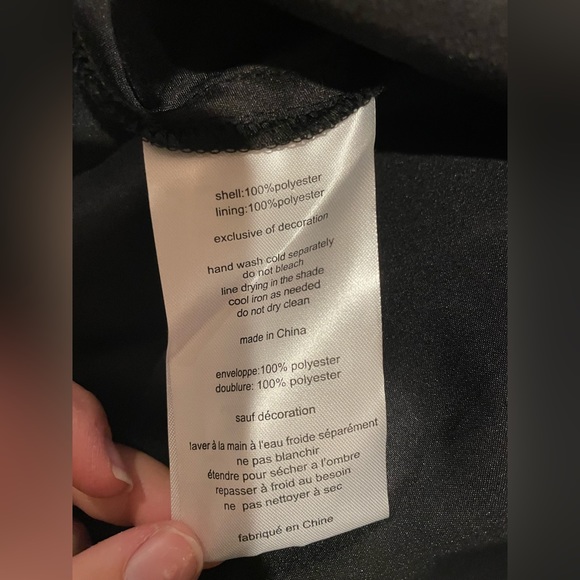 shell:100%polyester
lining:100%polyester
exclusive of decoration
hand wash cold separately
do not bleach
line drying in the shade
cool iron as needed
do not dry clean
made in China
enveloppe:100% polyester
doublure: 100% polyester
sauf décoration
laver à la main à l'eau froide séparément
ne pas blanchir
étendre pour sécher a l'ombre
repasser à froid au besoin
ne pas nettoyer à sec
fabriqué en Chine